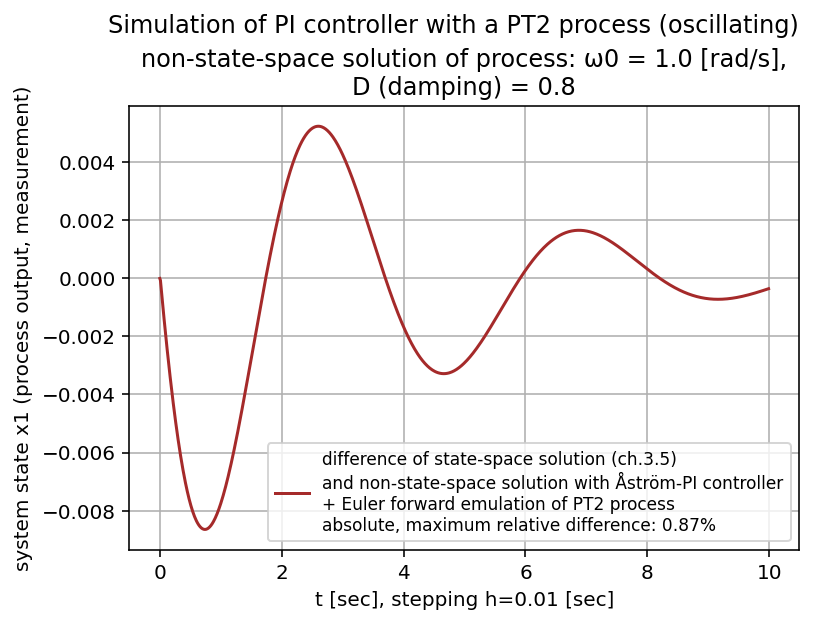 Simulation of PI controller with a PT2 process (oscillating)
non-state-space solution of process: ω0 = 1.0 [rad/s],
D (damping) = 0.8
system state x1 (process output, measurement)
0.004
0.002
0.000
−0.002
−0.004
−0.006
−0.008
difference of state-space solution (ch.3.5)
and non-state-space solution with Åström-PI controller
+ Euler forward emulation of PT2 process
absolute, maximum relative difference: 0.87%
0 2 4 6 8 10
t [sec], stepping h=0.01 [sec]